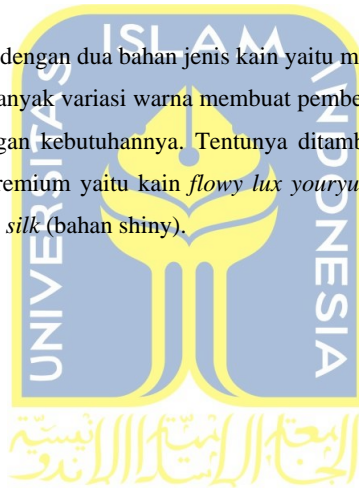 ISLAM
UNIVERSITAS
INDONESIA
dengan dua bahan jenis kain yaitu m
anyak variasi warna membuat pembe
gan kebutuhannya. Tentunya ditamb
remium yaitu kain flowy lux youryu
silk (bahan shiny).